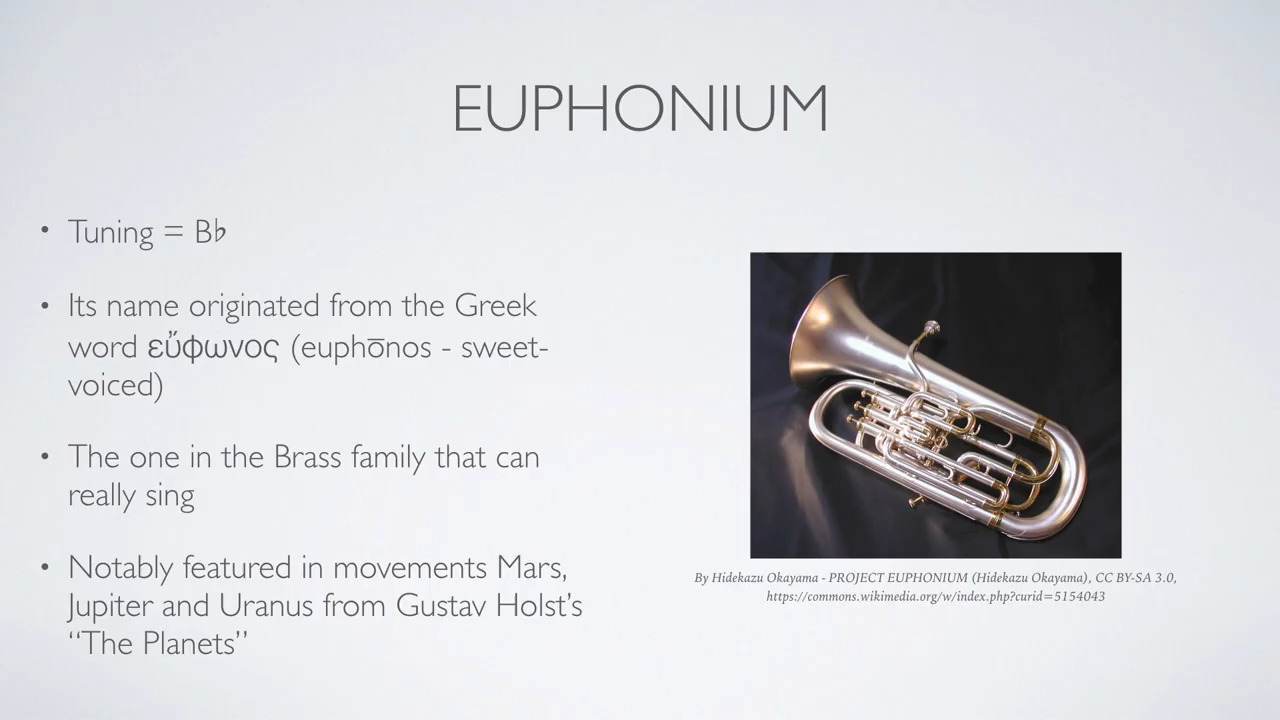 EUPHONIUM
• Tuning = B♭
• Its name originated from the Greek
word εὔφωνος (euphōnos - sweet-
voiced)
• The one in the Brass family that can
really sing
• Notably featured in movements Mars,
Jupiter and Uranus from Gustav Holst’s
“The Planets”
By Hidekazu Okayama - PROJECT EUPHONIUM (Hidekazu Okayama), CC BY-SA 3.0,
https://commons.wikimedia.org/w/index.php?curid=5154043